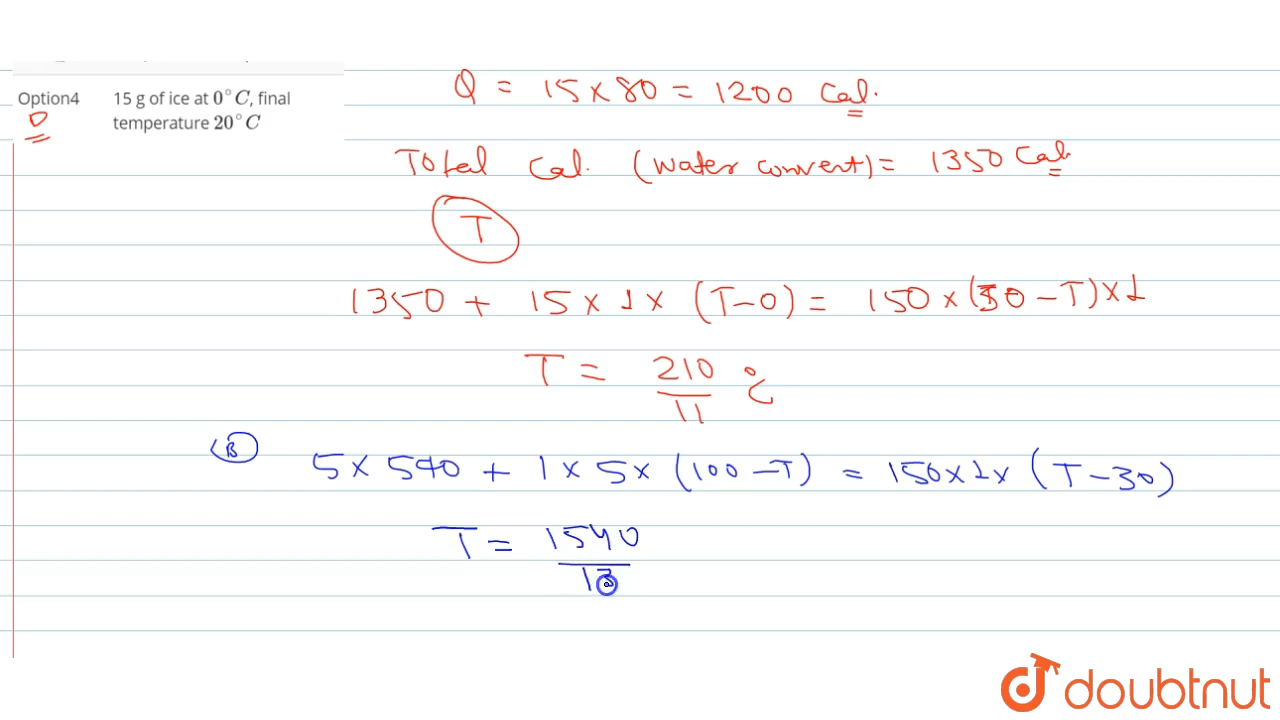 Q = 15 × 80 = 1200 Cal.
Option4 15 g of ice at 0°C, final
D temperature 20°C
Total Cal. (water convert) = 1350 Cal.
T
1350 + 15 × 1 × (T-0) = 150 × (30-T) × 1
T = 210/11 °C
(B) 5 × 540 + 1 × 5 × (100-T) = 150 × 1 × (T-30)
T = 1540/13
doubtnut